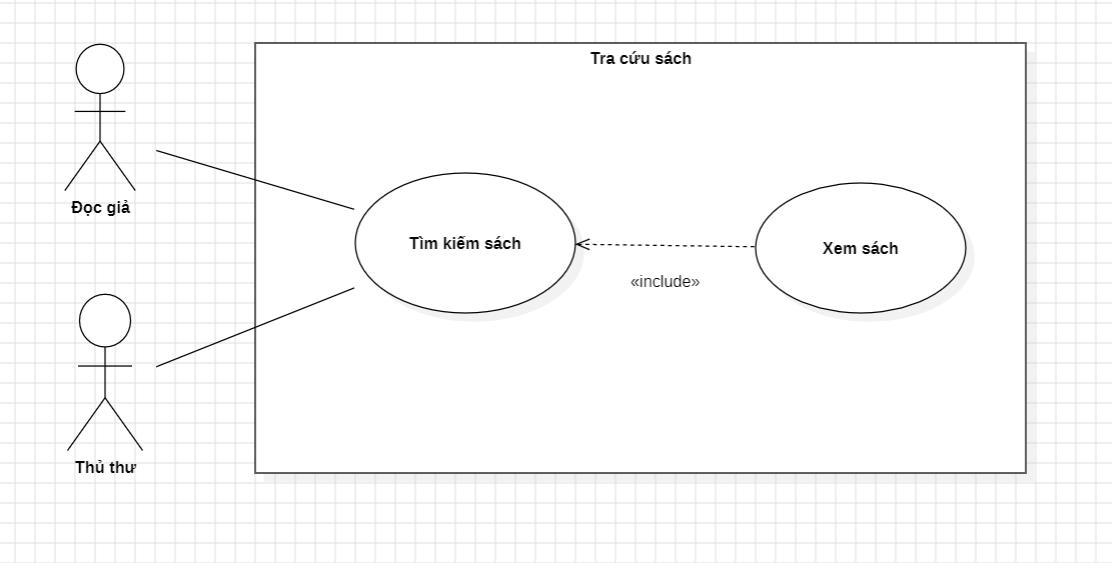 Tra cứu sách
Đọc giả
Tìm kiếm sách
Xem sách
«include»
Thủ thư